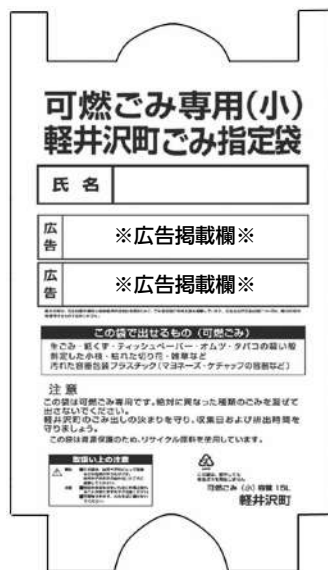 可燃ごみ専用(小)
軽井沢町ごみ指定袋
氏名
広告
※広告掲載欄※
広告
※広告掲載欄※
この袋で出せるもの(可燃ごみ)
生ごみ・紙くず・ティッシュペーパー・オムツ・タバコの吸い殻
剪定した小枝・枯れた切り花・雑草など
汚れた容器包装プラスチック(マヨネーズ・ケチャップの容器など)
注意
この袋は可燃ごみ専用です。絶対に異なった種類のごみを混ぜて
出さないでください。
軽井沢町のごみ出しの決まりを守り、収集日および排出時間を
守りましょう。
この袋は資源保護のため、リサイクル原料を使用しています。
取扱い上の注意
可燃ごみ(小)容量15L
軽井沢町